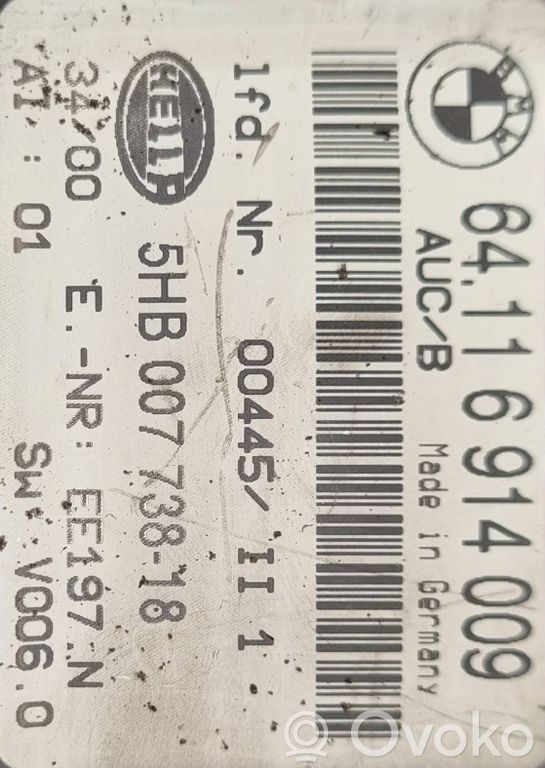 BMW 64.11 6 914 009
AUC/B Made in Germany
lfd. Nr. 00445/ II 1
HELLA 5HB 007 738-18
34/00 E.-NR: EE197.N
AI : 01 SW V006.0
Ovoko